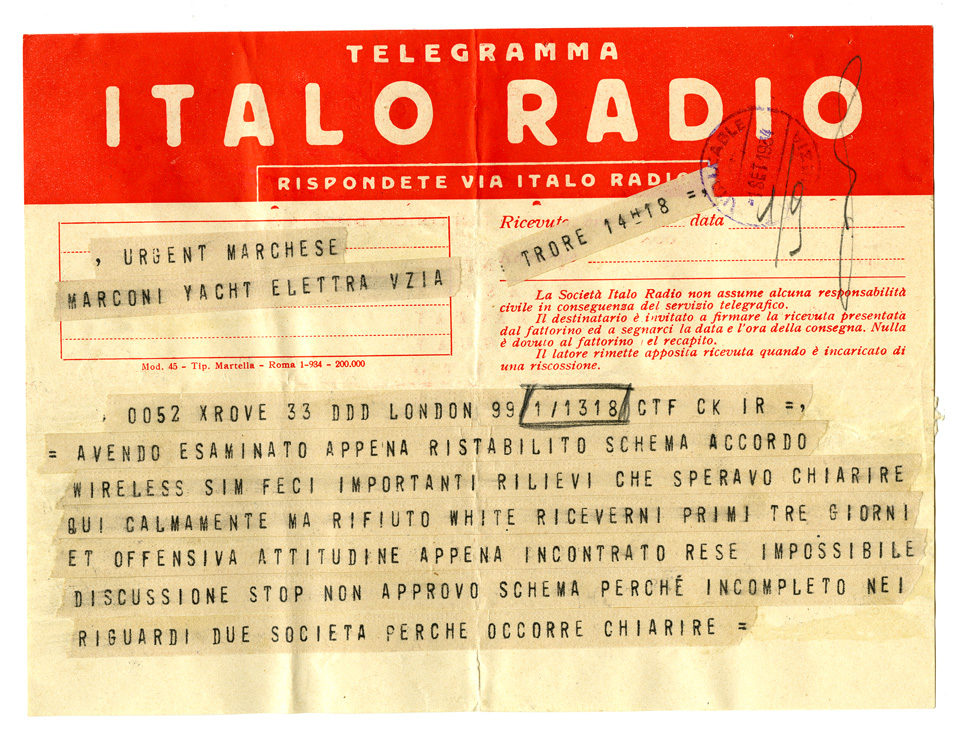 TELEGRAMMA
ITALO RADIO
RISPONDETE VIA ITALO RADIO
Ricevuto data
TRORE 14H18 =,
1/9
SET 1934
, URGENT MARCHESE
MARCONI YACHT ELETTRA VZIA
Mod. 45 - Tip. Martella - Roma 1-934 - 200.000
La Società Italo Radio non assume alcuna responsabilità
civile in conseguenza del servizio telegrafico.
Il destinatario è invitato a firmare la ricevuta presentata
dal fattorino ed a segnarci la data e l'ora della consegna. Nulla
è dovuto al fattorino el recapito.
Il latore rimette apposita ricevuta quando è incaricato di
una riscossione.
, 0052 XROVE 33 DDD LONDON 99 1/1318 CTF CK IR =,
= AVENDO ESAMINATO APPENA RISTABILITO SCHEMA ACCORDO
WIRELESS SIM FECI IMPORTANTI RILIEVI CHE SPERAVO CHIARIRE
QUI CALMAMENTE MA RIFIUTO WHITE RICEVERNI PRIMI TRE GIORNI
ET OFFENSIVA ATTITUDINE APPENA INCONTRATO RESE IMPOSSIBILE
DISCUSSIONE STOP NON APPROVO SCHEMA PERCHÉ INCOMPLETO NEI
RIGUARDI DUE SOCIETA PERCHE OCCORRE CHIARIRE =